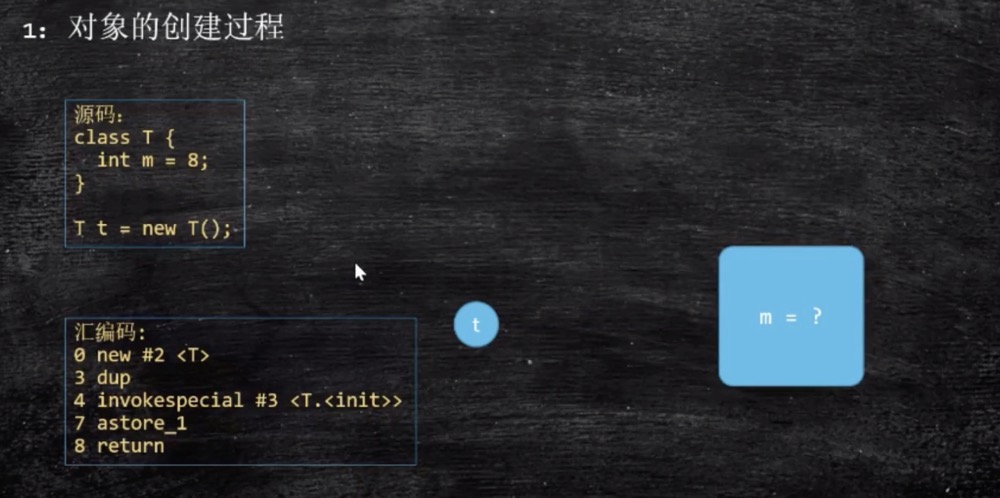 1: 对象的创建过程
源码:
class T {
  int m = 8;
}
T t = new T();
汇编码:
0 new #2 <T>
3 dup
4 invokespecial #3 <T.<init>>
7 astore_1
8 return
t
m = ?